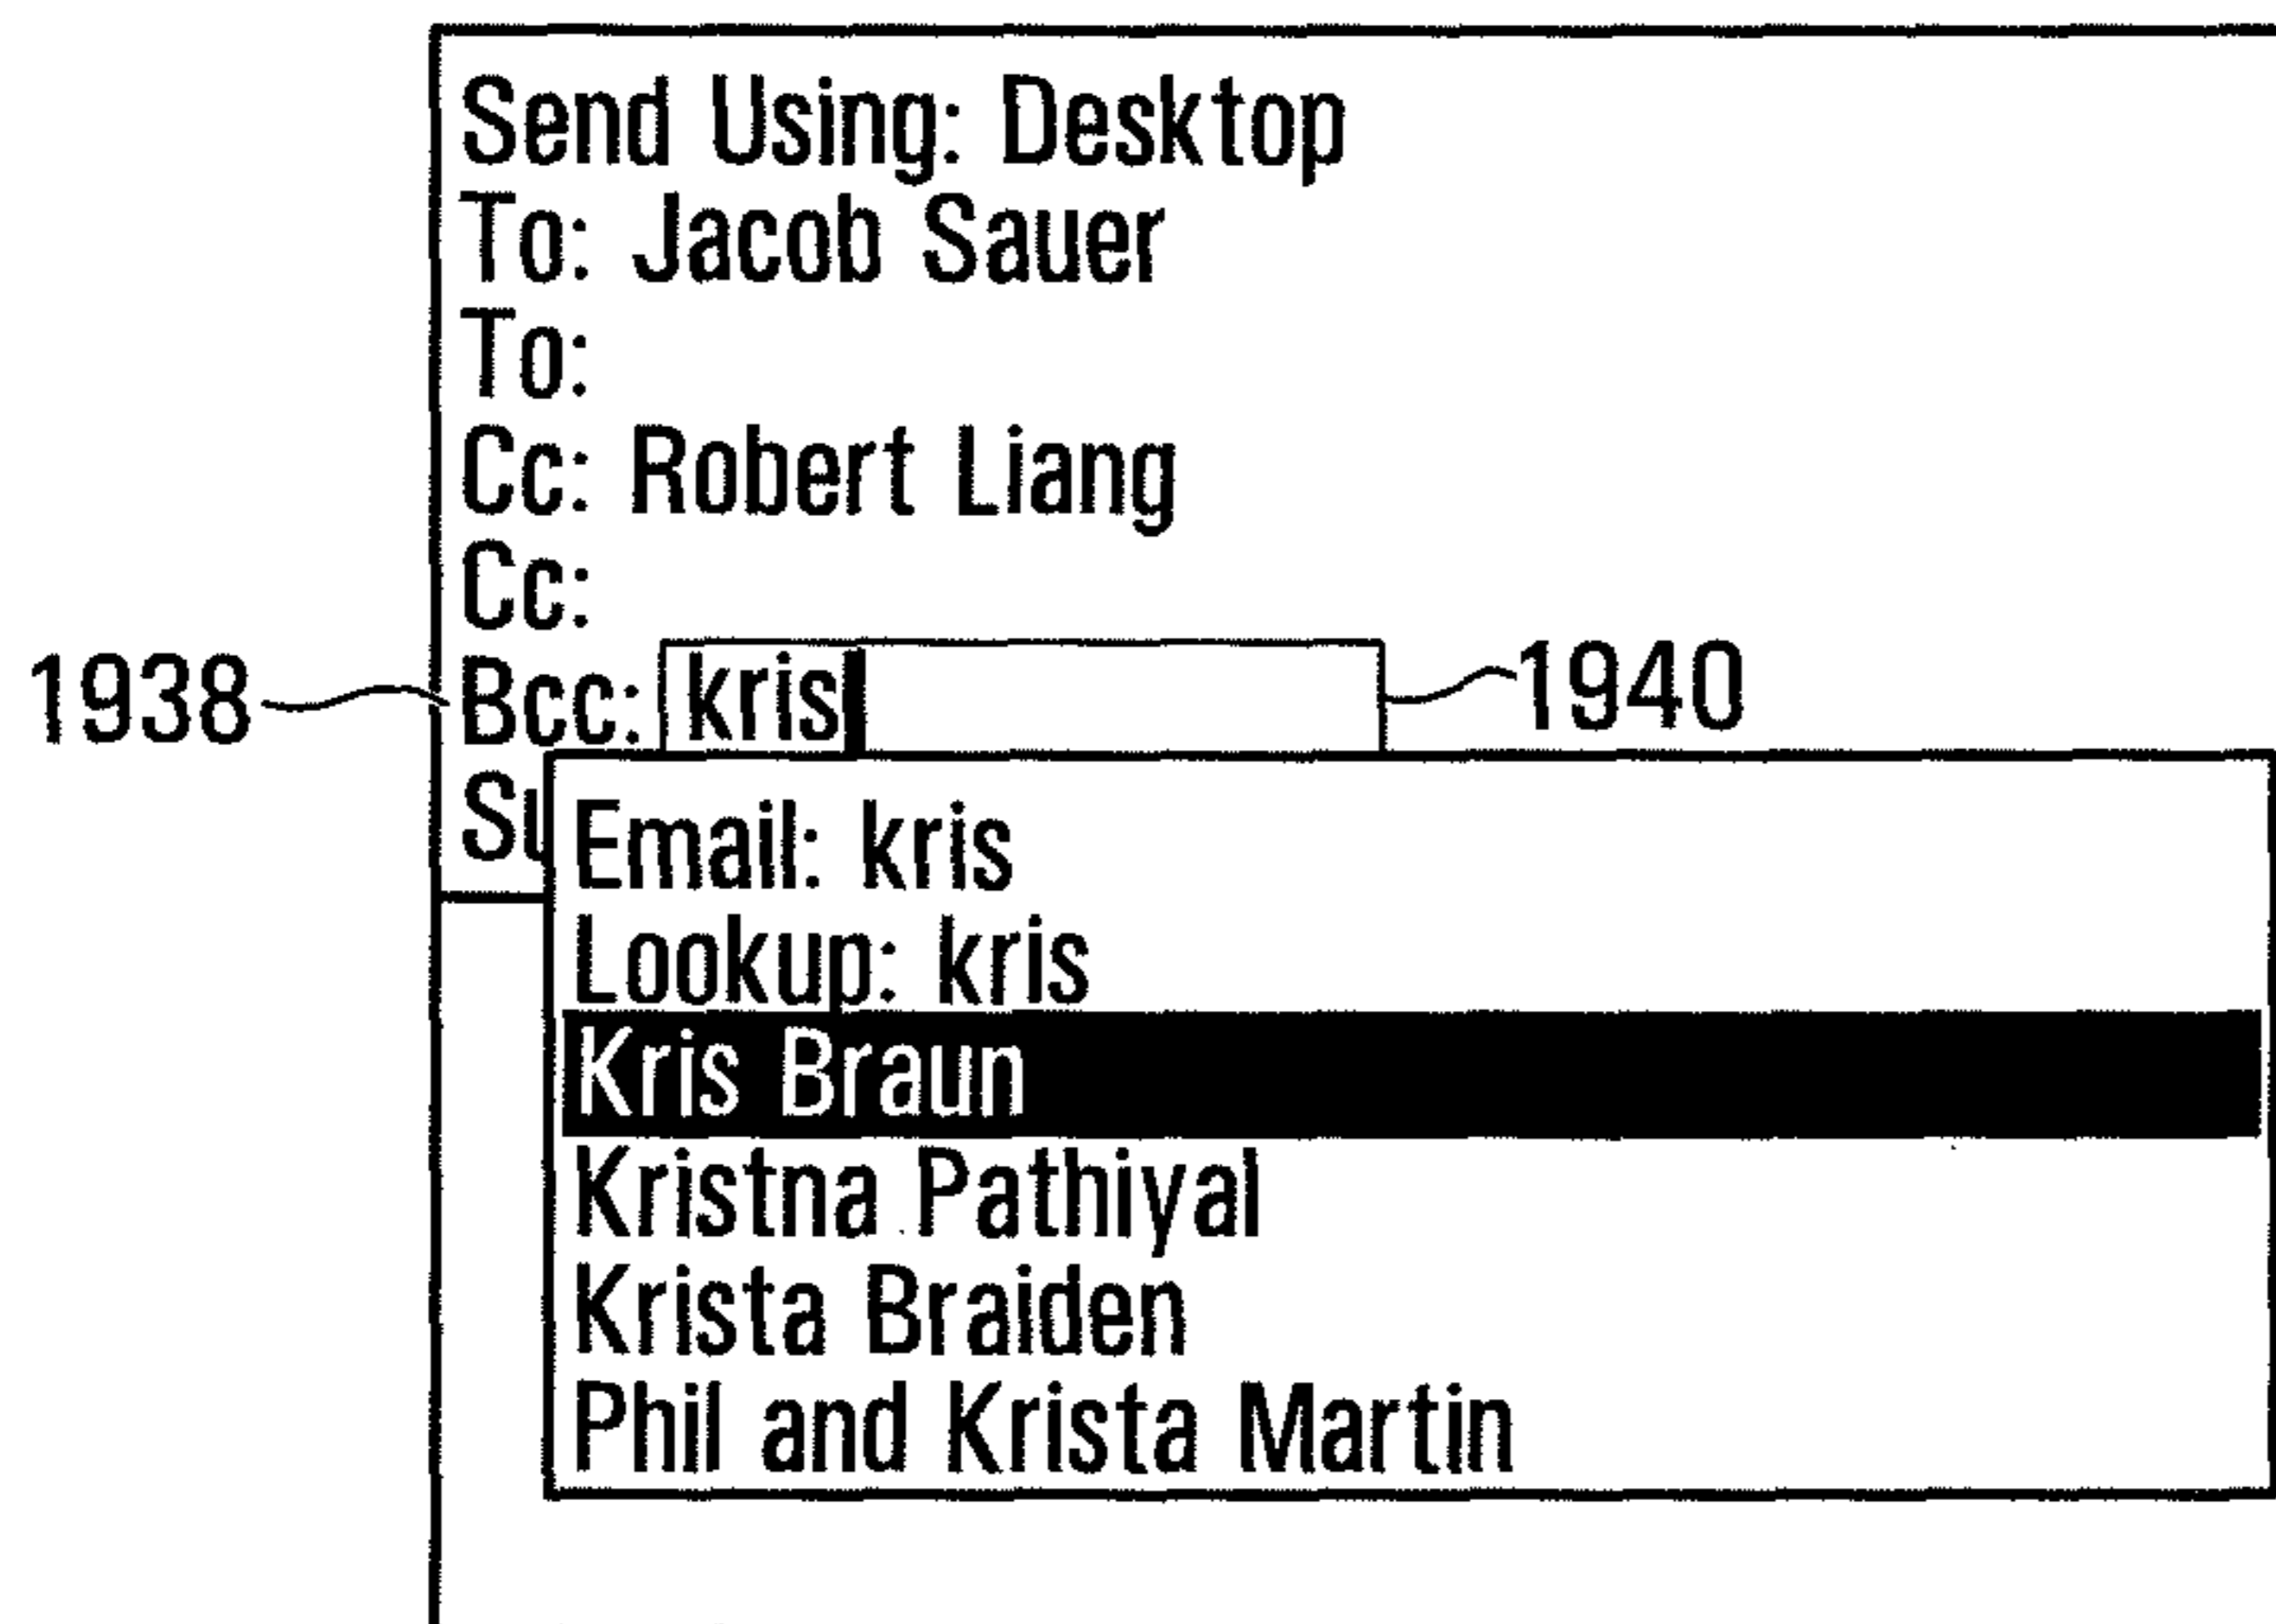 Send Using: Desktop
To: Jacob Sauer
To:
Cc: Robert Liang
Cc:
1938 Bcc: kris 1940
Email: kris
Lookup: kris
Kris Braun
Kristna Pathiyal
Krista Braiden
Phil and Krista Martin